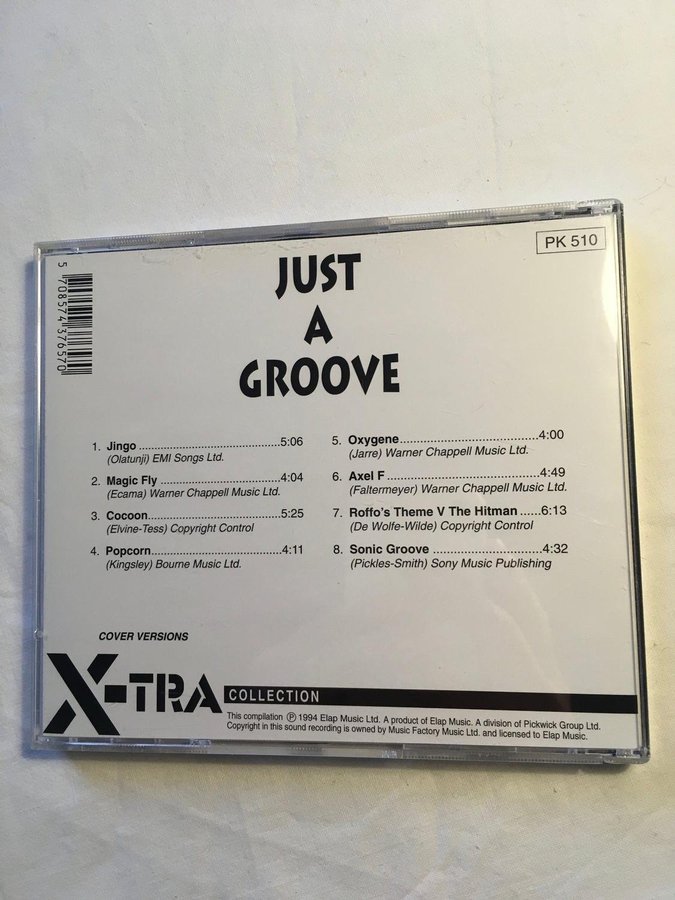 PK 510
5 708574 376570
JUST
A
GROOVE
1. Jingo ..........................................5:06
(Olatunji) EMI Songs Ltd.
2. Magic Fly ....................................4:04
(Ecama) Warner Chappell Music Ltd.
3. Cocoon........................................5:25
(Elvine-Tess) Copyright Control
4. Popcorn.......................................4:11
(Kingsley) Bourne Music Ltd.
5. Oxygene.........................................4:00
(Jarre) Warner Chappell Music Ltd.
6. Axel F.............................................4:49
(Faltermeyer) Warner Chappell Music Ltd.
7. Roffo's Theme V The Hitman ......6:13
(De Wolfe-Wilde) Copyright Control
8. Sonic Groove ................................4:32
(Pickles-Smith) Sony Music Publishing
COVER VERSIONS
X-TRA COLLECTION
This compilation ℗ 1994 Elap Music Ltd. A product of Elap Music. A division of Pickwick Group Ltd.
Copyright in this sound recording is owned by Music Factory Music Ltd. and licensed to Elap Music.